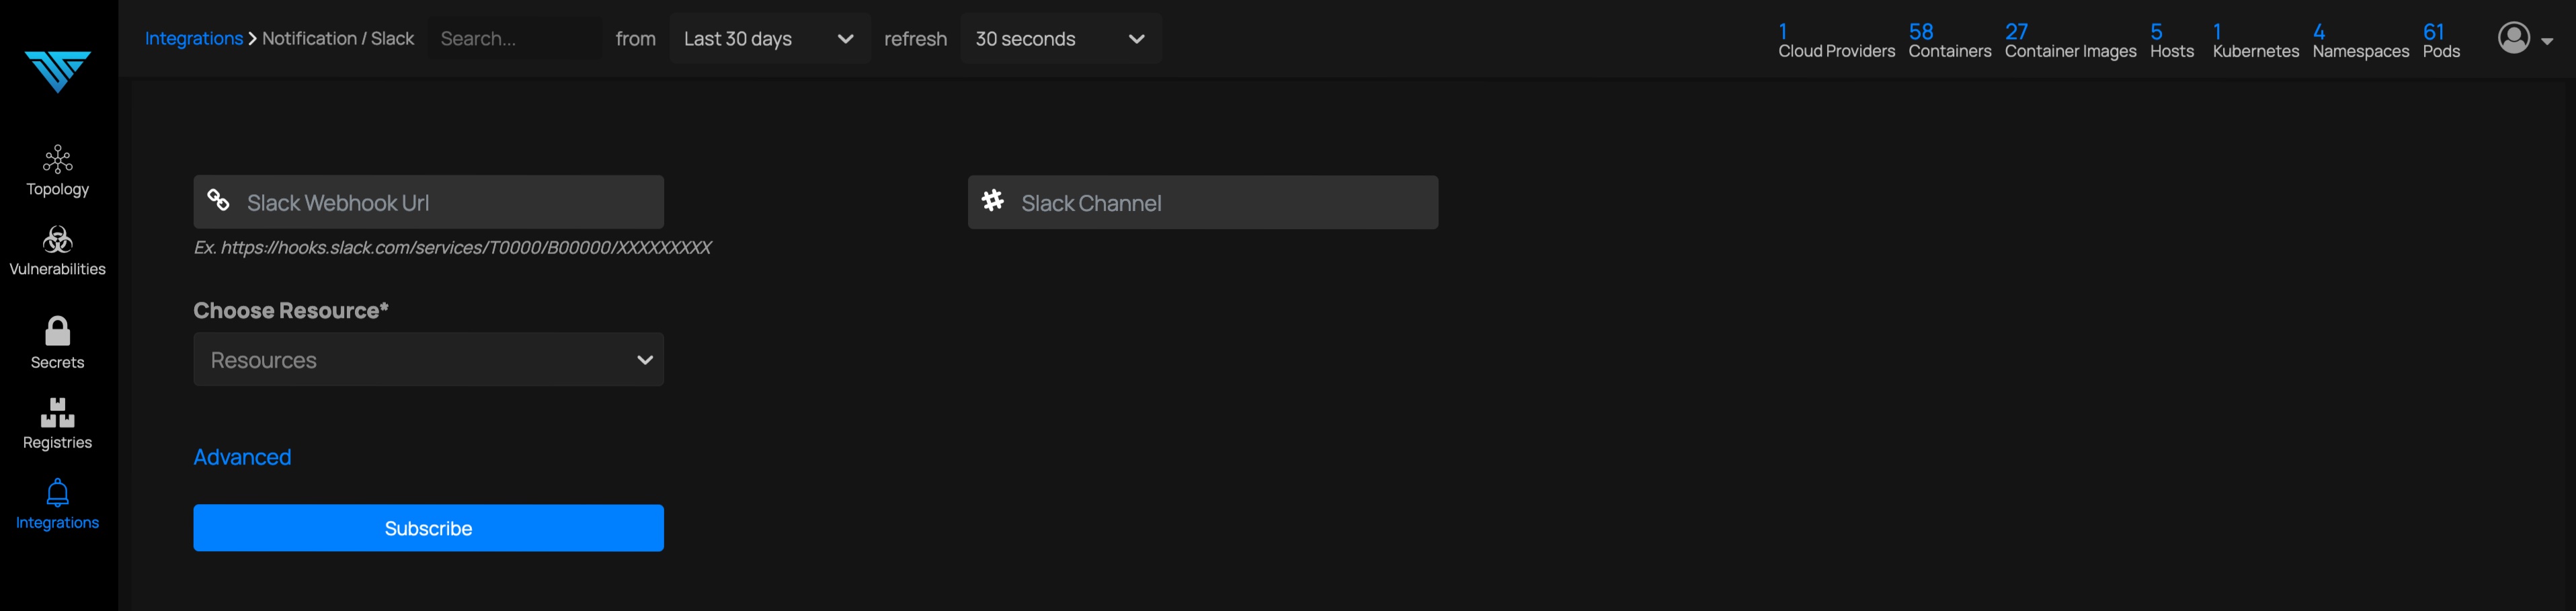 Integrations > Notification / Slack
Search...
from
Last 30 days
refresh
30 seconds
1
Cloud Providers
58
Containers
27
Container Images
5
Hosts
1
Kubernetes
4
Namespaces
61
Pods
Topology
Vulnerabilities
Secrets
Registries
Integrations
Slack Webhook Url
Slack Channel
Ex. https://hooks.slack.com/services/T0000/B00000/XXXXXXXXX
Choose Resource*
Resources
Advanced
Subscribe